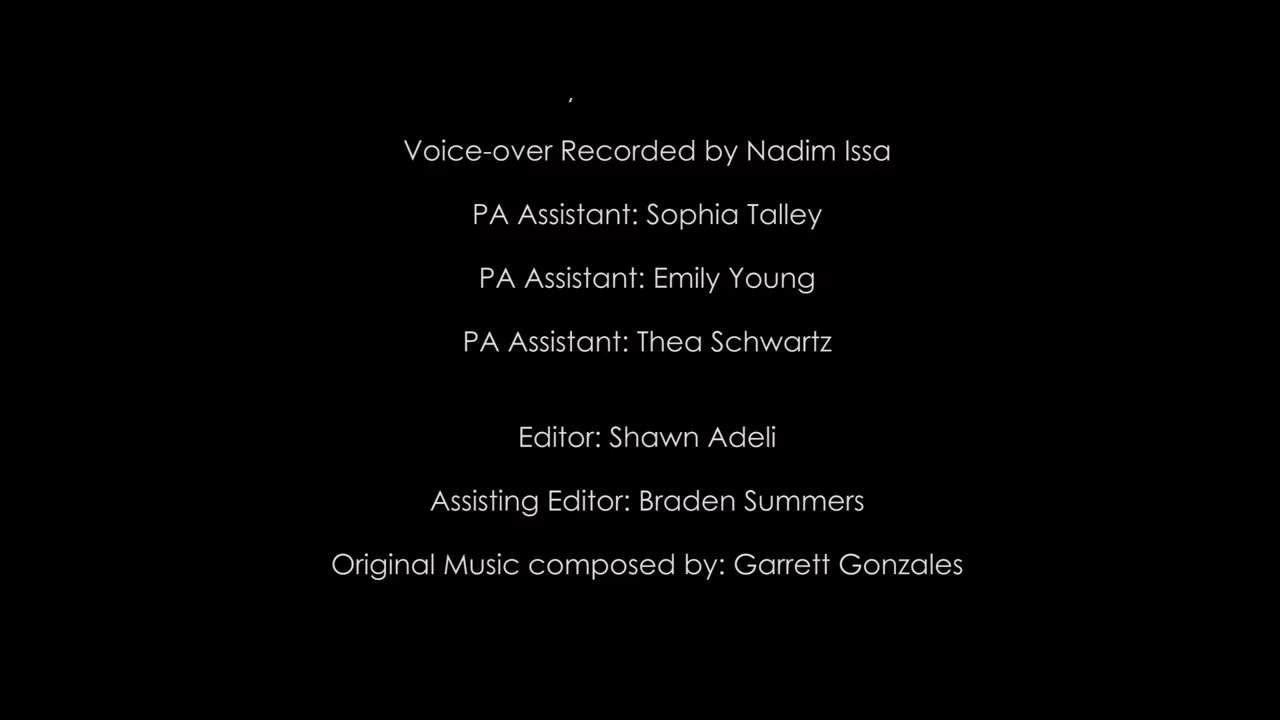 Voice-over Recorded by Nadim Issa
PA Assistant: Sophia Talley
PA Assistant: Emily Young
PA Assistant: Thea Schwartz
Editor: Shawn Adeli
Assisting Editor: Braden Summers
Original Music composed by: Garrett Gonzales